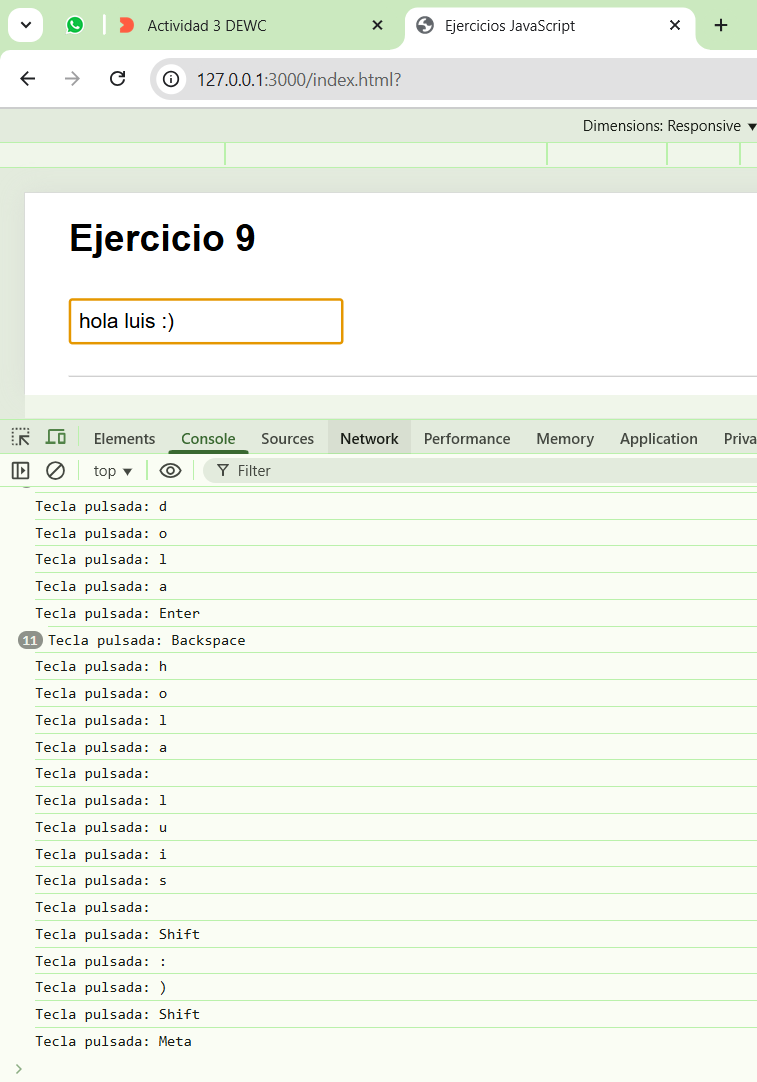 Actividad 3 DEWC
Ejercicios JavaScript
127.0.0.1:3000/index.html?
Dimensions: Responsive
Ejercicio 9
hola luis :)
Elements Console Sources Network Performance Memory Application Priva
top Filter
Tecla pulsada: d
Tecla pulsada: o
Tecla pulsada: l
Tecla pulsada: a
Tecla pulsada: Enter
11 Tecla pulsada: Backspace
Tecla pulsada: h
Tecla pulsada: o
Tecla pulsada: l
Tecla pulsada: a
Tecla pulsada:
Tecla pulsada: l
Tecla pulsada: u
Tecla pulsada: i
Tecla pulsada: s
Tecla pulsada:
Tecla pulsada: Shift
Tecla pulsada: :
Tecla pulsada: )
Tecla pulsada: Shift
Tecla pulsada: Meta